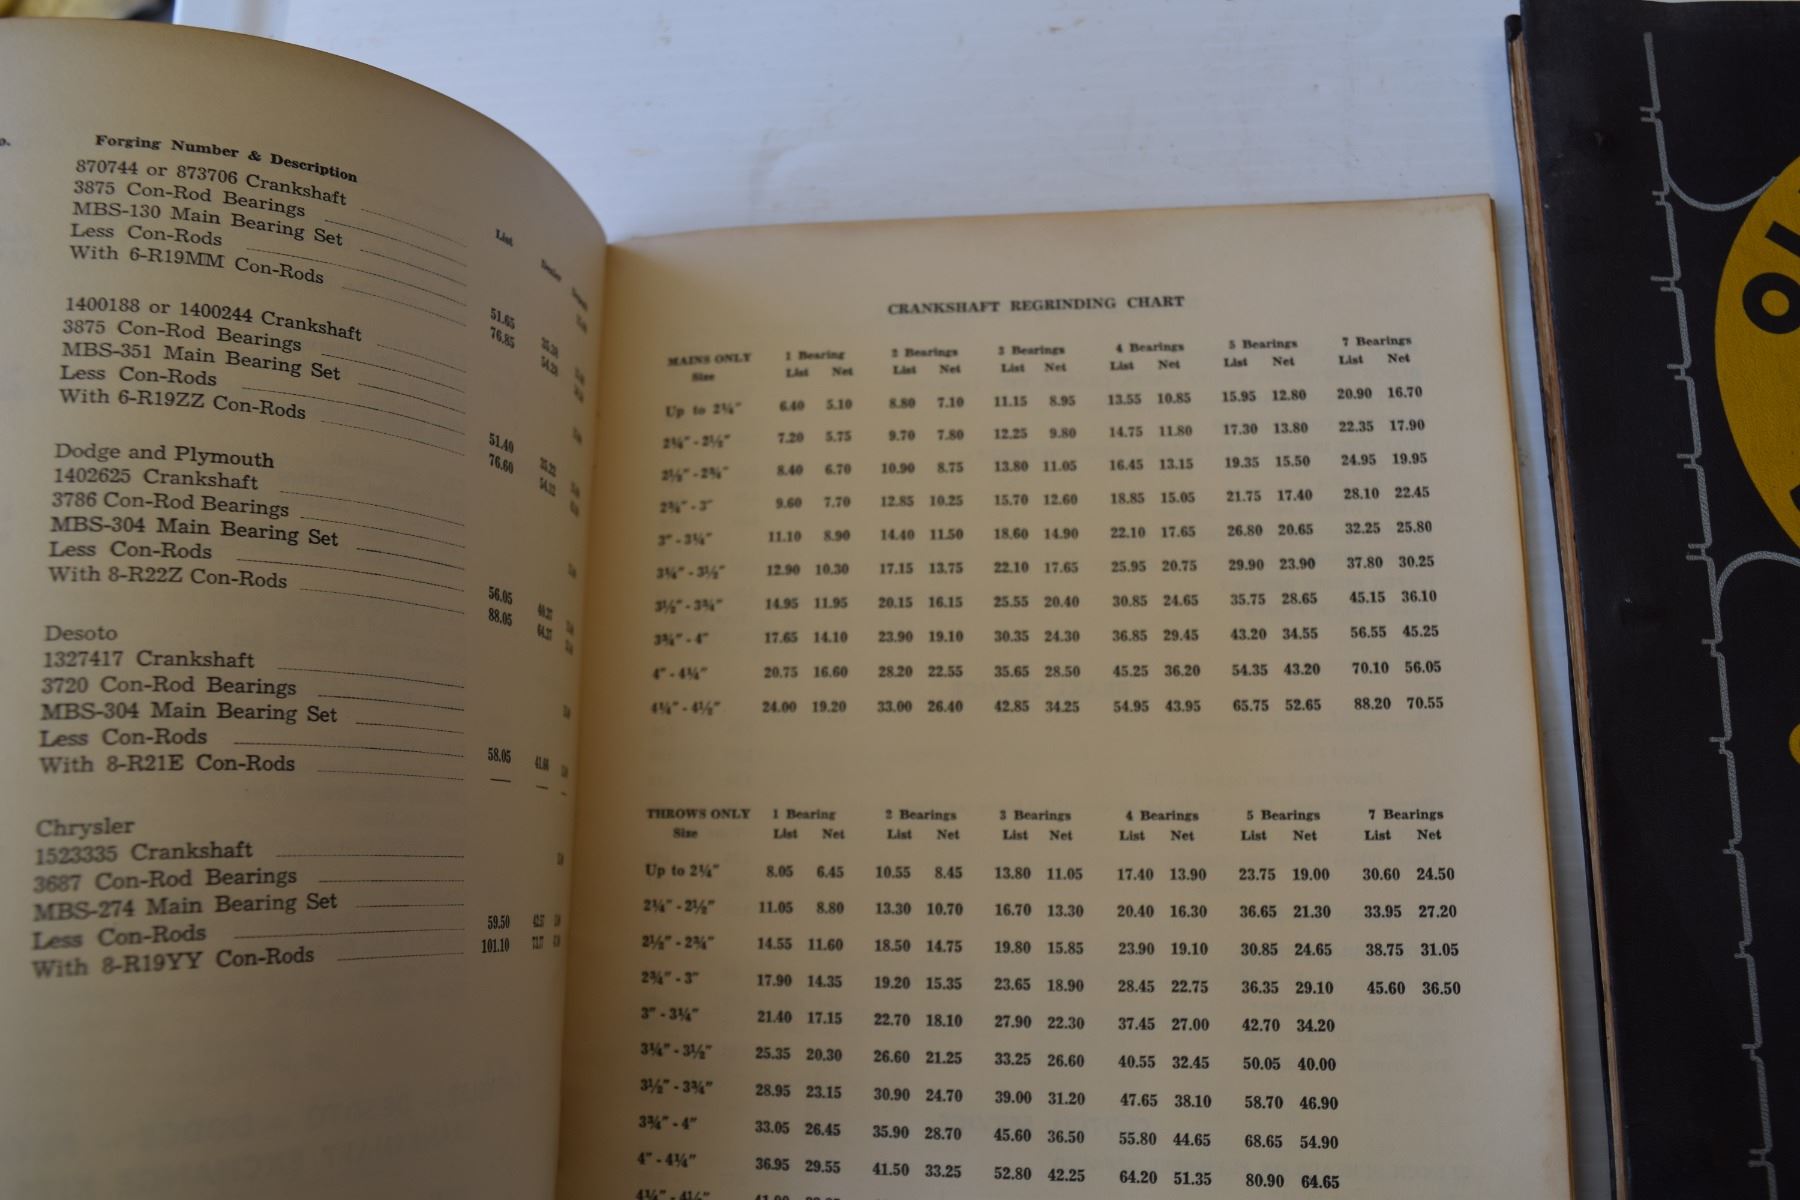 Forging Number & Description List
870744 or 873706 Crankshaft
3875 Con-Rod Bearings
MBS-130 Main Bearing Set
Less Con-Rods 51.65
With 6-R19MM Con-Rods 76.85
1400188 or 1400244 Crankshaft
3875 Con-Rod Bearings
MBS-351 Main Bearing Set
Less Con-Rods 51.40
With 6-R19ZZ Con-Rods 76.60
Dodge and Plymouth
1402625 Crankshaft
3786 Con-Rod Bearings
MBS-304 Main Bearing Set
Less Con-Rods 56.05
With 8-R22Z Con-Rods 88.05
Desoto
1327417 Crankshaft
3720 Con-Rod Bearings
MBS-304 Main Bearing Set
Less Con-Rods 58.05
With 8-R21E Con-Rods
Chrysler
1523335 Crankshaft
3687 Con-Rod Bearings
MBS-274 Main Bearing Set
Less Con-Rods 59.50
With 8-R19YY Con-Rods 101.10
CRANKSHAFT REGRINDING CHART
MAINS ONLY 1 Bearing 2 Bearings 3 Bearings 4 Bearings 5 Bearings 7 Bearings
Size List Net List Net List Net List Net List Net List Net
Up to 2¼" 6.40 5.10 8.80 7.10 11.15 8.95 13.55 10.85 15.95 12.80 20.90 16.70
2¼" - 2½" 7.20 5.75 9.70 7.80 12.25 9.80 14.75 11.80 17.30 13.80 22.35 17.90
2½" - 2¾" 8.40 6.70 10.90 8.75 13.80 11.05 16.45 13.15 19.35 15.50 24.95 19.95
2¾" - 3" 9.60 7.70 12.85 10.25 15.70 12.60 18.85 15.05 21.75 17.40 28.10 22.45
3" - 3¼" 11.10 8.90 14.40 11.50 18.60 14.90 22.10 17.65 26.80 20.65 32.25 25.80
3¼" - 3½" 12.90 10.30 17.15 13.75 22.10 17.65 25.95 20.75 29.90 23.90 37.80 30.25
3½" - 3¾" 14.95 11.95 20.15 16.15 25.55 20.40 30.85 24.65 35.75 28.65 45.15 36.10
3¾" - 4" 17.65 14.10 23.90 19.10 30.35 24.30 36.85 29.45 43.20 34.55 56.55 45.25
4" - 4¼" 20.75 16.60 28.20 22.55 35.65 28.50 45.25 36.20 54.35 43.20 70.10 56.05
4¼" - 4½" 24.00 19.20 33.00 26.40 42.85 34.25 54.95 43.95 65.75 52.65 88.20 70.55
THROWS ONLY 1 Bearing 2 Bearings 3 Bearings 4 Bearings 5 Bearings 7 Bearings
Size List Net List Net List Net List Net List Net List Net
Up to 2¼" 8.05 6.45 10.55 8.45 13.80 11.05 17.40 13.90 23.75 19.00 30.60 24.50
2¼" - 2½" 11.05 8.80 13.30 10.70 16.70 13.30 20.40 16.30 36.65 21.30 33.95 27.20
2½" - 2¾" 14.55 11.60 18.50 14.75 19.80 15.85 23.90 19.10 30.85 24.65 38.75 31.05
2¾" - 3" 17.90 14.35 19.20 15.35 23.65 18.90 28.45 22.75 36.35 29.10 45.60 36.50
3" - 3¼" 21.40 17.15 22.70 18.10 27.90 22.30 37.45 27.00 42.70 34.20
3¼" - 3½" 25.35 20.30 26.60 21.25 33.25 26.60 40.55 32.45 50.05 40.00
3½" - 3¾" 28.95 23.15 30.90 24.70 39.00 31.20 47.65 38.10 58.70 46.90
3¾" - 4" 33.05 26.45 35.90 28.70 45.60 36.50 55.80 44.65 68.65 54.90
4" - 4¼" 36.95 29.55 41.50 33.25 52.80 42.25 64.20 51.35 80.90 64.65